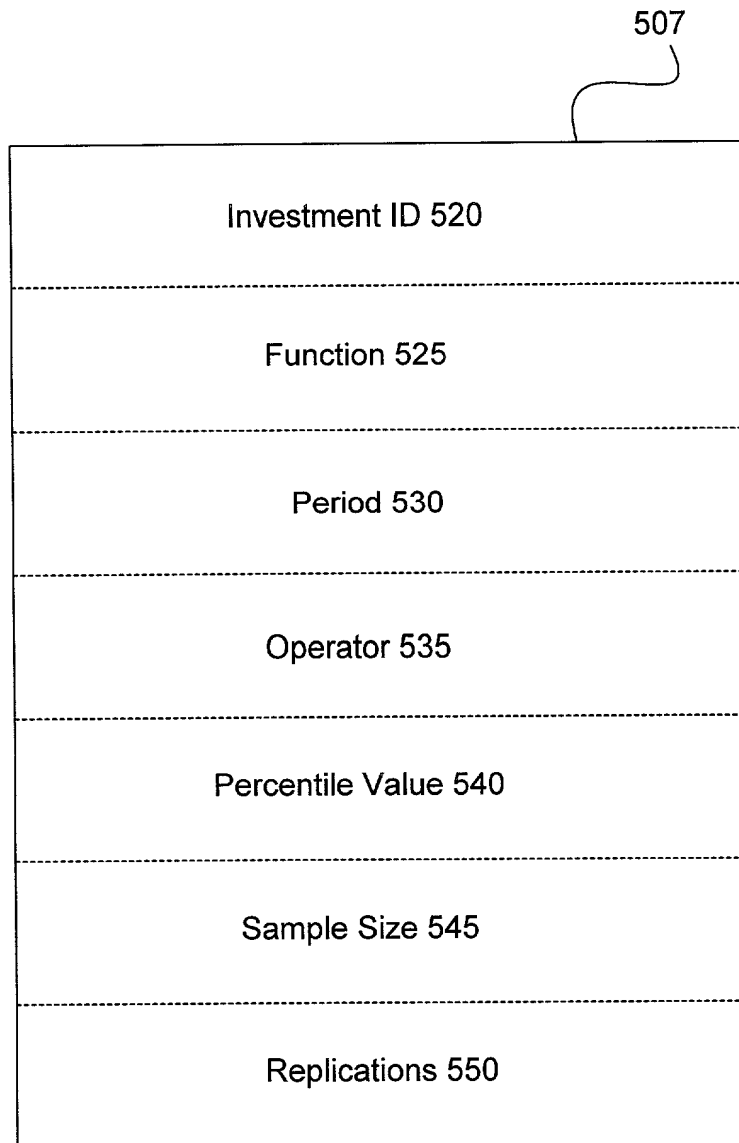 507
Investment ID 520
Function 525
Period 530
Operator 535
Percentile Value 540
Sample Size 545
Replications 550